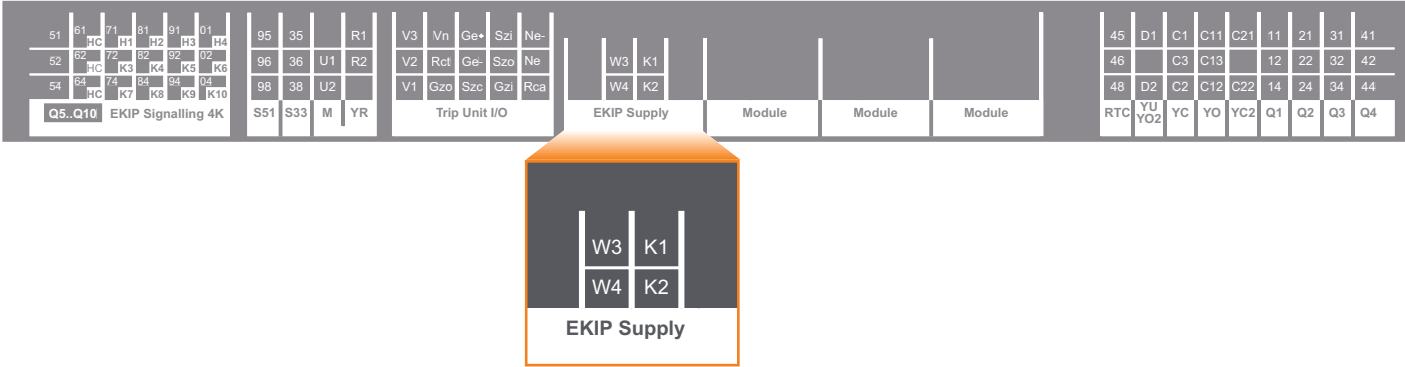 51 61 HC 71 H1 81 H2 91 H3 01 H4 95 35 R1 V3 Vn Ge+ Szi Ne- 45 D1 C1 C11 C21 11 21 31 41
52 62 HC 72 K3 82 K4 92 K5 02 K6 96 36 U1 R2 V2 Rct Ge- Szo Ne W3 K1 46 C3 C13 12 22 32 42
54 64 HC 74 K7 84 K8 94 K9 04 K10 98 38 U2 V1 Gzo Szc Gzi Rca W4 K2 48 D2 C2 C12 C22 14 24 34 44
Q5..Q10 EKIP Signalling 4K S51 S33 M YR Trip Unit I/O EKIP Supply Module Module Module RTC YU YO2 YC YO YC2 Q1 Q2 Q3 Q4
W3 K1
W4 K2
EKIP Supply